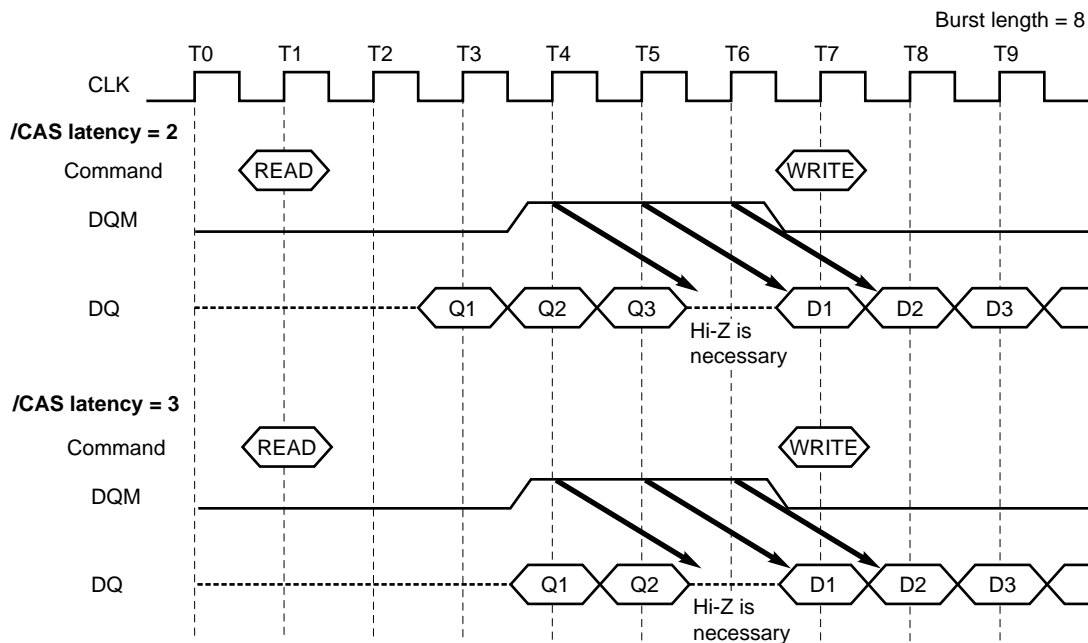 Burst length = 8
T0 T1 T2 T3 T4 T5 T6 T7 T8 T9
CLK
/CAS latency = 2
Command READ WRITE
DQM
DQ Q1 Q2 Q3 D1 D2 D3
Hi-Z is
necessary
/CAS latency = 3
Command READ WRITE
DQM
DQ Q1 Q2 D1 D2 D3
Hi-Z is
necessary